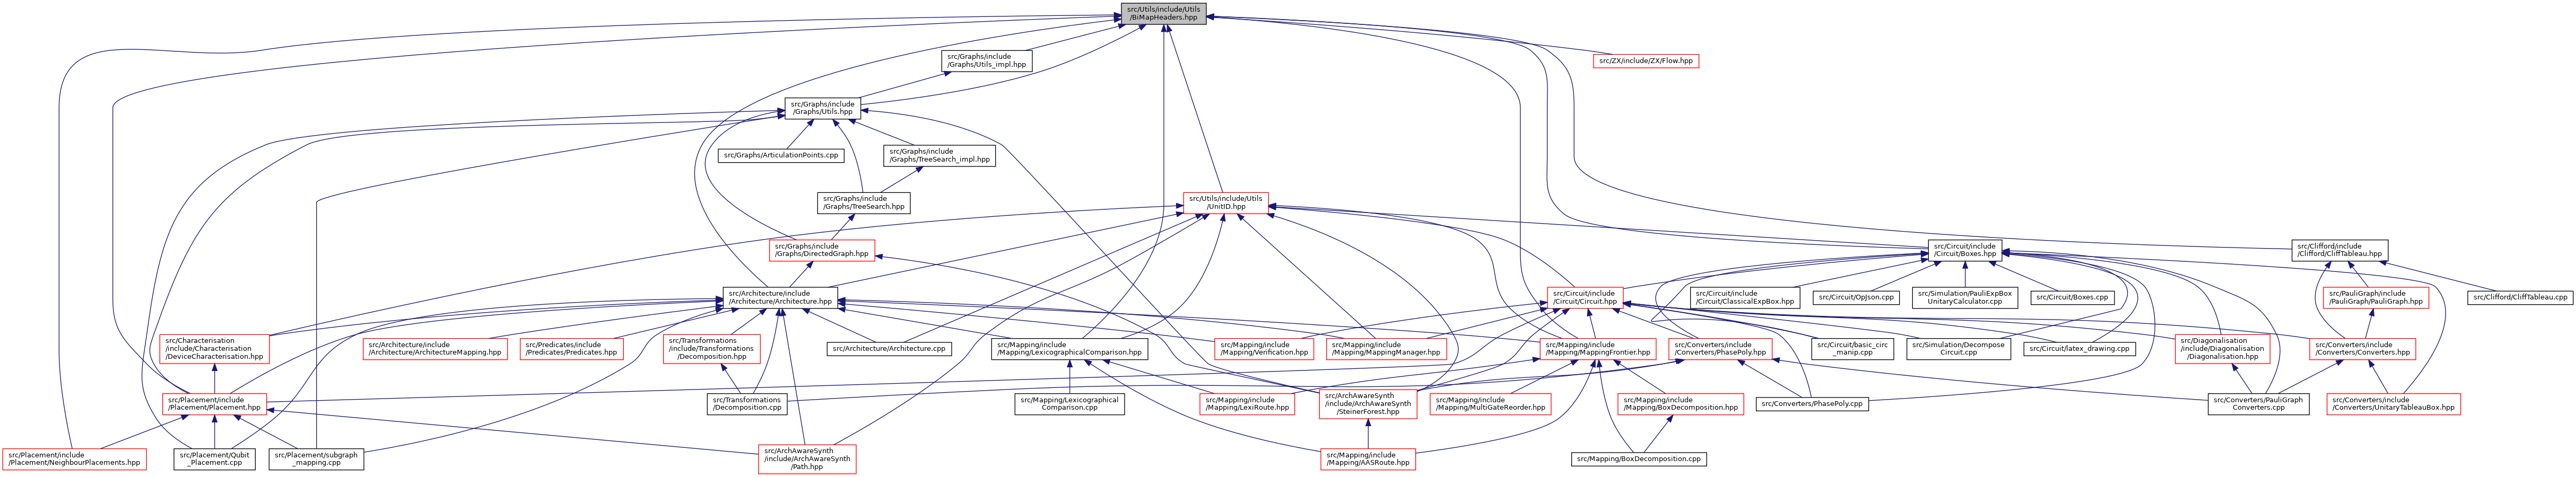 src/Utils/include/Utils
/BiMapHeaders.hpp
src/Graphs/include
/Graphs/Utils_impl.hpp
src/ZX/include/ZX/Flow.hpp
src/Graphs/include
/Graphs/Utils.hpp
src/Graphs/ArticulationPoints.cpp
src/Graphs/include
/Graphs/TreeSearch_impl.hpp
src/Graphs/include
/Graphs/TreeSearch.hpp
src/Utils/include/Utils
/UnitID.hpp
src/Graphs/include
/Graphs/DirectedGraph.hpp
src/Circuit/include
/Circuit/Boxes.hpp
src/Clifford/include
/Clifford/CliffTableau.hpp
src/Architecture/include
/Architecture/Architecture.hpp
src/Circuit/include
/Circuit/Circuit.hpp
src/Circuit/include
/Circuit/ClassicalExpBox.hpp
src/Circuit/OpJson.cpp
src/Simulation/PauliExpBox
UnitaryCalculator.cpp
src/Circuit/Boxes.cpp
src/PauliGraph/include
/PauliGraph/PauliGraph.hpp
src/Clifford/CliffTableau.cpp
src/Characterisation
/include/Characterisation
/DeviceCharacterisation.hpp
src/Architecture/include
/Architecture/ArchitectureMapping.hpp
src/Predicates/include
/Predicates/Predicates.hpp
src/Transformations
/include/Transformations
/Decomposition.hpp
src/Architecture/Architecture.cpp
src/Mapping/include
/Mapping/LexicographicalComparison.hpp
src/Mapping/include
/Mapping/Verification.hpp
src/Mapping/include
/Mapping/MappingManager.hpp
src/Mapping/include
/Mapping/MappingFrontier.hpp
src/Converters/include
/Converters/PhasePoly.hpp
src/Circuit/basic_circ
_manip.cpp
src/Simulation/Decompose
Circuit.cpp
src/Circuit/latex_drawing.cpp
src/Diagonalisation
/include/Diagonalisation
/Diagonalisation.hpp
src/Converters/include
/Converters/Converters.hpp
src/Placement/include
/Placement/Placement.hpp
src/Transformations
/Decomposition.cpp
src/Mapping/Lexicographical
Comparison.cpp
src/Mapping/include
/Mapping/LexiRoute.hpp
src/ArchAwareSynth
/include/ArchAwareSynth
/SteinerForest.hpp
src/Mapping/include
/Mapping/MultiGateReorder.hpp
src/Mapping/include
/Mapping/BoxDecomposition.hpp
src/Converters/PhasePoly.cpp
src/Converters/PauliGraph
Converters.cpp
src/Converters/include
/Converters/UnitaryTableauBox.hpp
src/Placement/include
/Placement/NeighbourPlacements.hpp
src/Placement/Qubit
_Placement.cpp
src/Placement/subgraph
_mapping.cpp
src/ArchAwareSynth
/include/ArchAwareSynth
/Path.hpp
src/Mapping/include
/Mapping/AASRoute.hpp
src/Mapping/BoxDecomposition.cpp